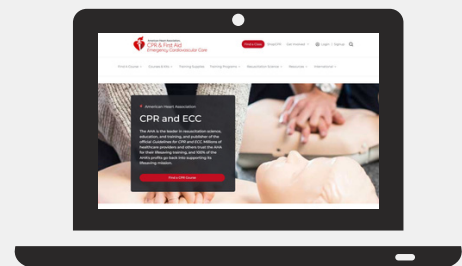 American Heart Association
CPR & First Aid
Emergency Cardiovascular Care
Find a Course
ShopCPR
Get Involved
Login | Sign up
Find a Course
Courses & Kits
Training Supplies
Training Programs
Resuscitation Science
Resources
International
American Heart Association
CPR and ECC
The AHA is the leader in resuscitation science,
education, and training, and publisher of the
official Guidelines for CPR and ECC. Millions of
healthcare providers and others trust the AHA
for their lifesaving training, and 100% of the
AHA's profits go back into supporting its
lifesaving mission.
Find a CPR Course